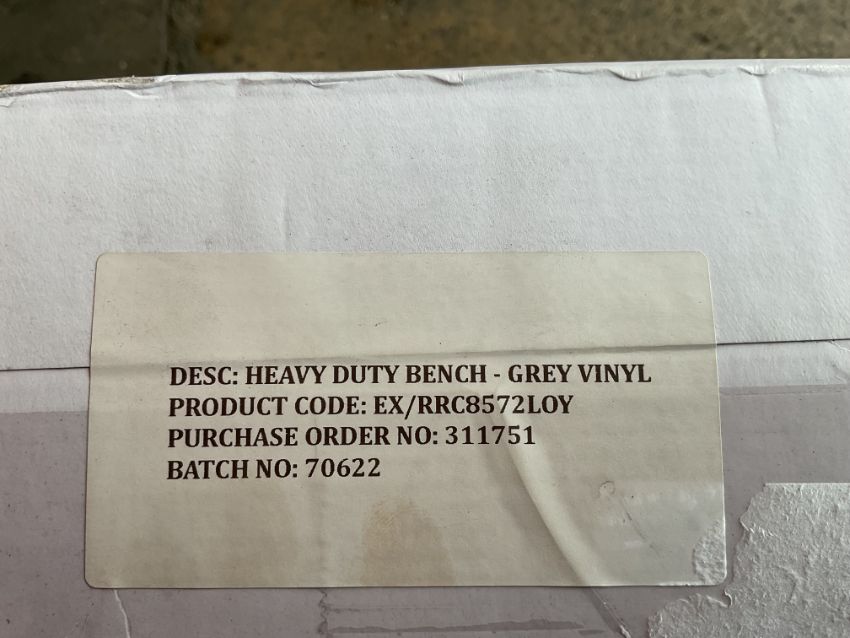 DESC: HEAVY DUTY BENCH - GREY VINYL
PRODUCT CODE: EX/RRC8572LOY
PURCHASE ORDER NO: 311751
BATCH NO: 70622